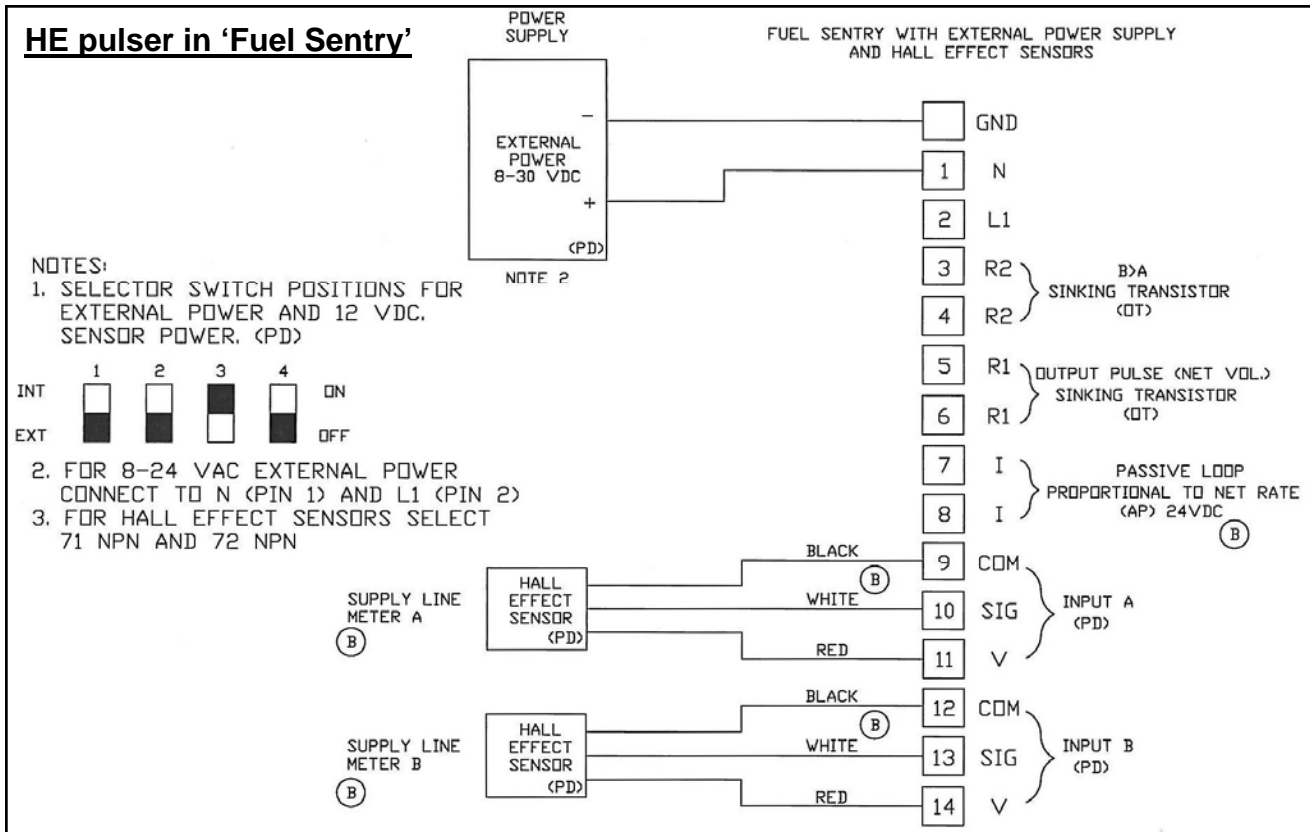 HE pulser in ‘Fuel Sentry’
POWER
SUPPLY
FUEL SENTRY WITH EXTERNAL POWER SUPPLY
AND HALL EFFECT SENSORS
-
EXTERNAL
POWER
8-30 VDC
+
(PD)
NOTE 2
GND
1 N
2 L1
3 R2
4 R2
B>A
SINKING TRANSISTOR
(OT)
5 R1
6 R1
OUTPUT PULSE (NET VOL.)
SINKING TRANSISTOR
(OT)
7 I
8 I
PASSIVE LOOP
PROPORTIONAL TO NET RATE
(AP) 24VDC
B
NOTES:
1. SELECTOR SWITCH POSITIONS FOR
EXTERNAL POWER AND 12 VDC.
SENSOR POWER. (PD)
1 2 3 4
INT ON
EXT OFF
2. FOR 8-24 VAC EXTERNAL POWER
CONNECT TO N (PIN 1) AND L1 (PIN 2)
3. FOR HALL EFFECT SENSORS SELECT
71 NPN AND 72 NPN
SUPPLY LINE
METER A
B
HALL
EFFECT
SENSOR
(PD)
BLACK
B
WHITE
RED
9 COM
10 SIG
11 V
INPUT A
(PD)
SUPPLY LINE
METER B
B
HALL
EFFECT
SENSOR
(PD)
BLACK
B
WHITE
RED
12 COM
13 SIG
14 V
INPUT B
(PD)